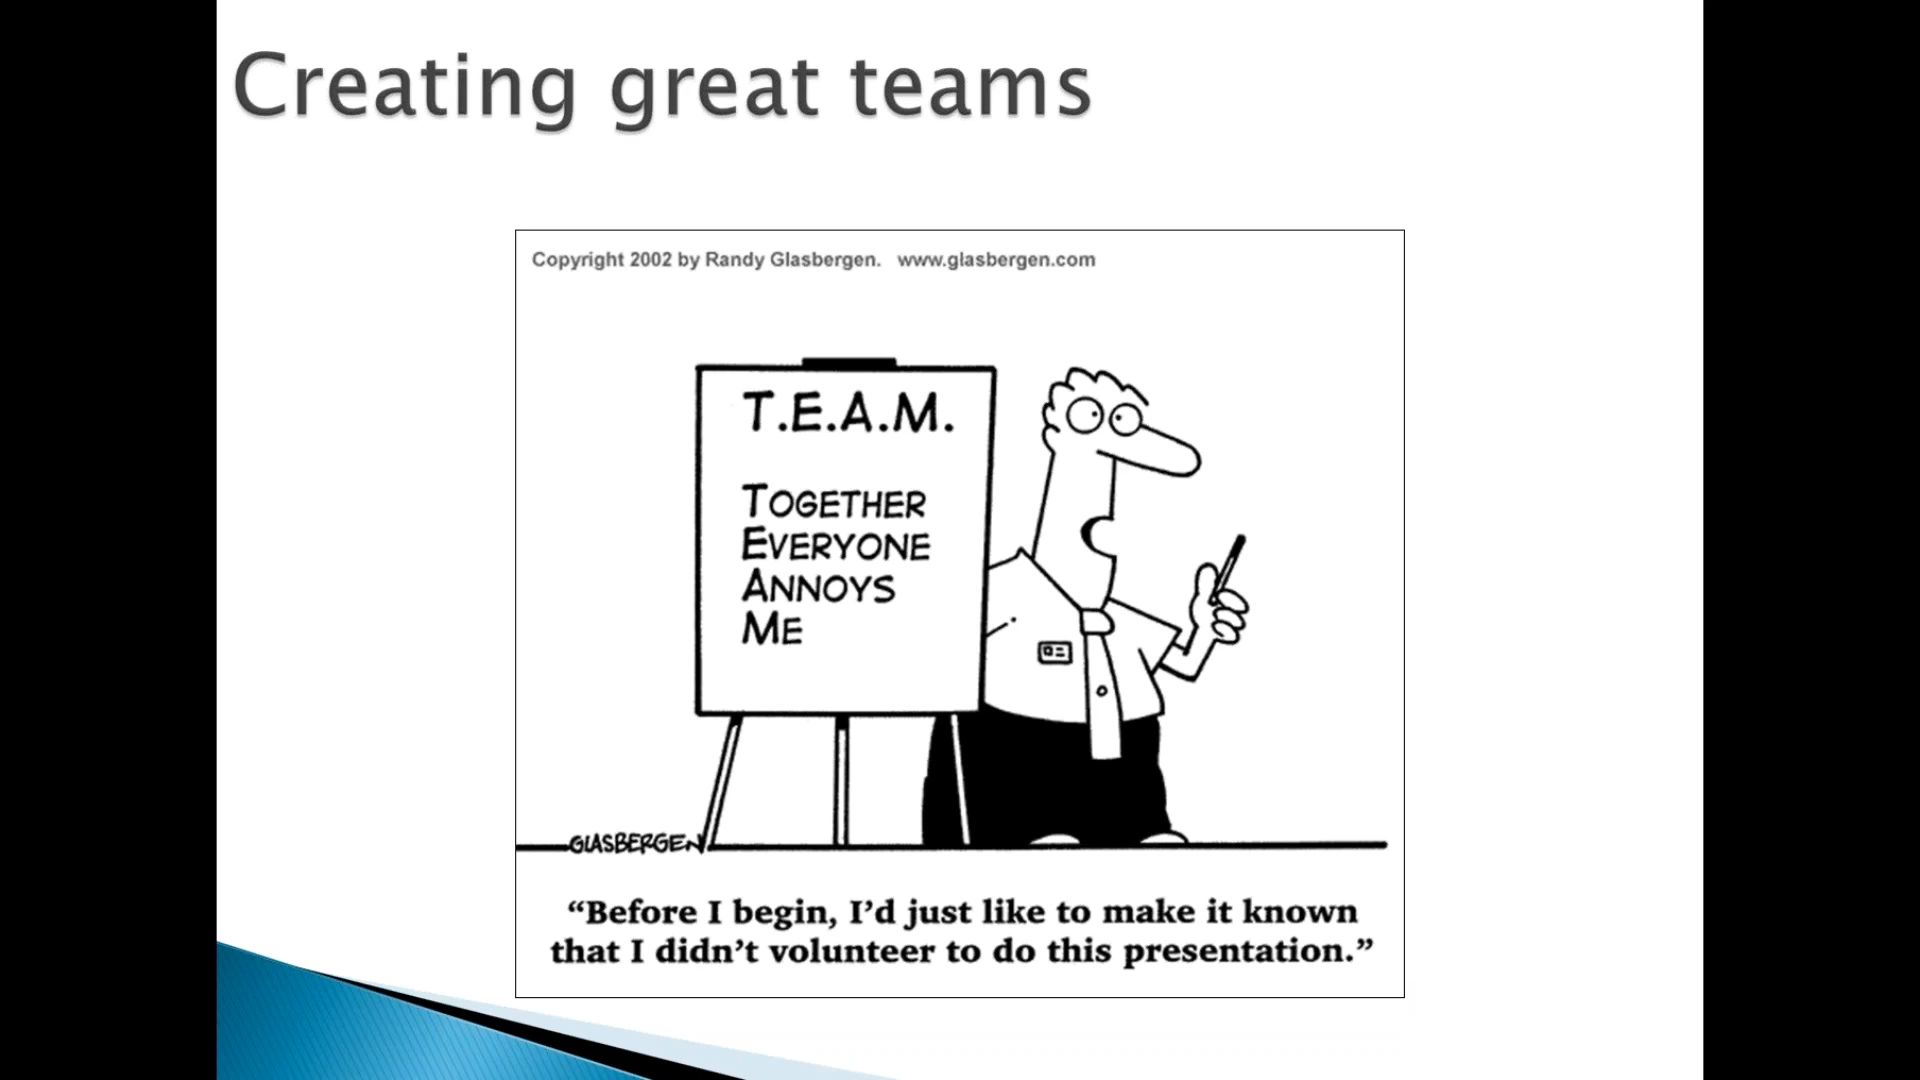 Creating great teams
Copyright 2002 by Randy Glasbergen. www.glasbergen.com
T.E.A.M.
TOGETHER
EVERYONE
ANNOYS
ME
GLASBERGEN
“Before I begin, I’d just like to make it known
that I didn’t volunteer to do this presentation.”